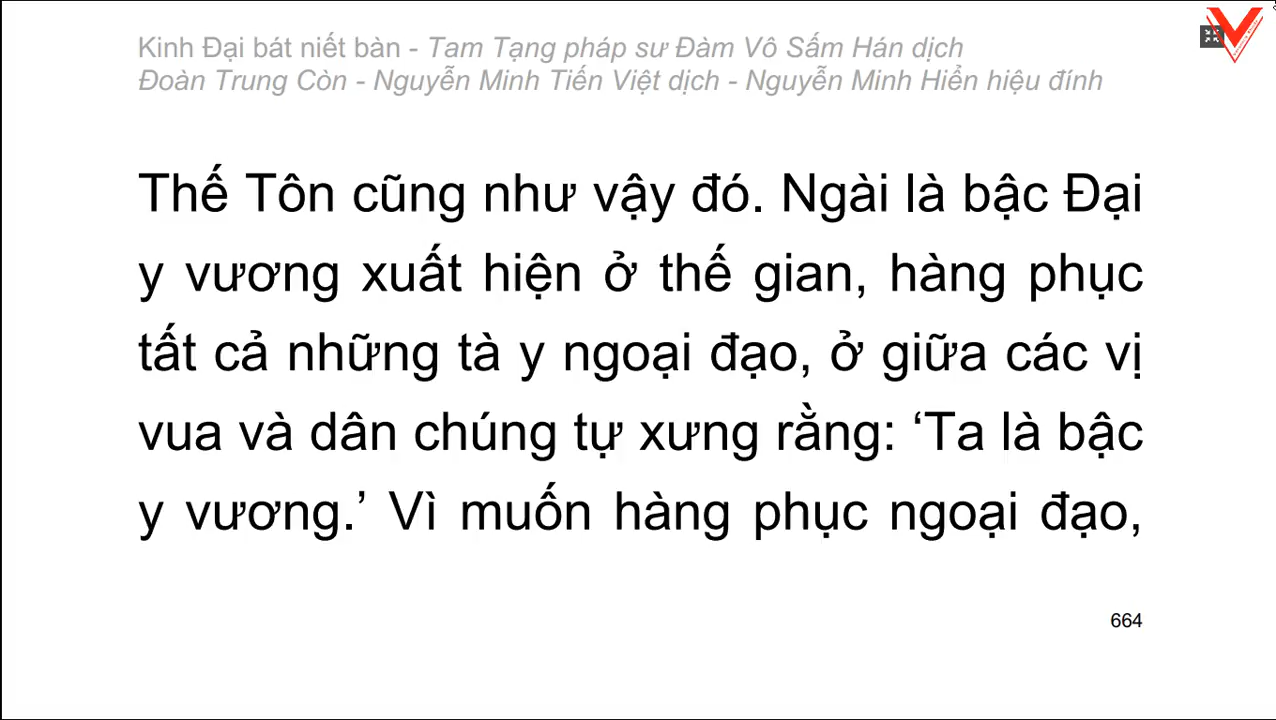 Kinh Đại bát niết bàn - Tam Tạng pháp sư Đàm Vô Sấm Hán dịch
Đoàn Trung Còn - Nguyễn Minh Tiến Việt dịch - Nguyễn Minh Hiển hiệu đính
Thế Tôn cũng như vậy đó. Ngài là bậc Đại
y vương xuất hiện ở thế gian, hàng phục
tất cả những tà y ngoại đạo, ở giữa các vị
vua và dân chúng tự xưng rằng: ‘Ta là bậc
y vương.’ Vì muốn hàng phục ngoại đạo,
664